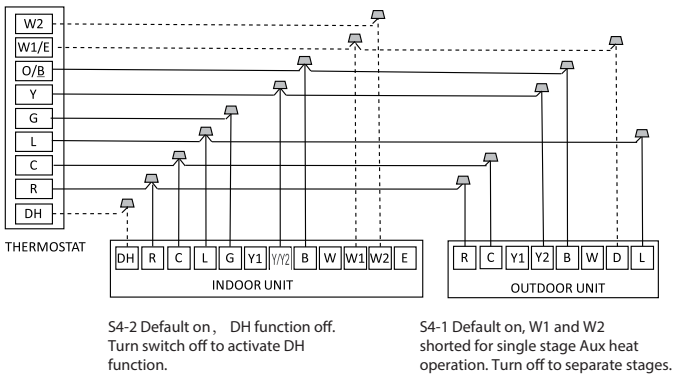 W2
W1/E
O/B
Y
G
L
C
R
DH
THERMOSTAT
DH R C L G Y1 Y/Y2 B W W1 W2 E
INDOOR UNIT
R C Y1 Y2 B W D L
OUTDOOR UNIT
S4-2 Default on， DH function off.
Turn switch off to activate DH
function.
S4-1 Default on, W1 and W2
shorted for single stage Aux heat
operation. Turn off to separate stages.